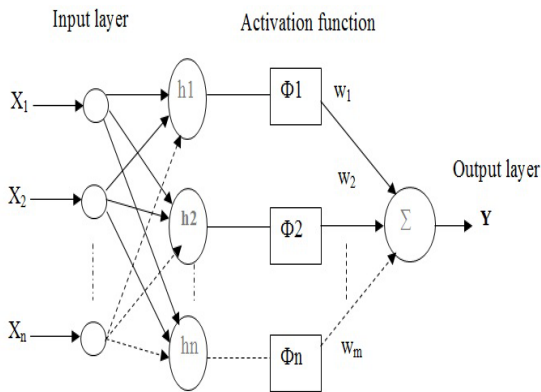 Input layer
Activation function
X1
h1
Φ1
w1
Output layer
X2
h2
Φ2
w2
Σ
Y
Xn
hn
Φn
wm